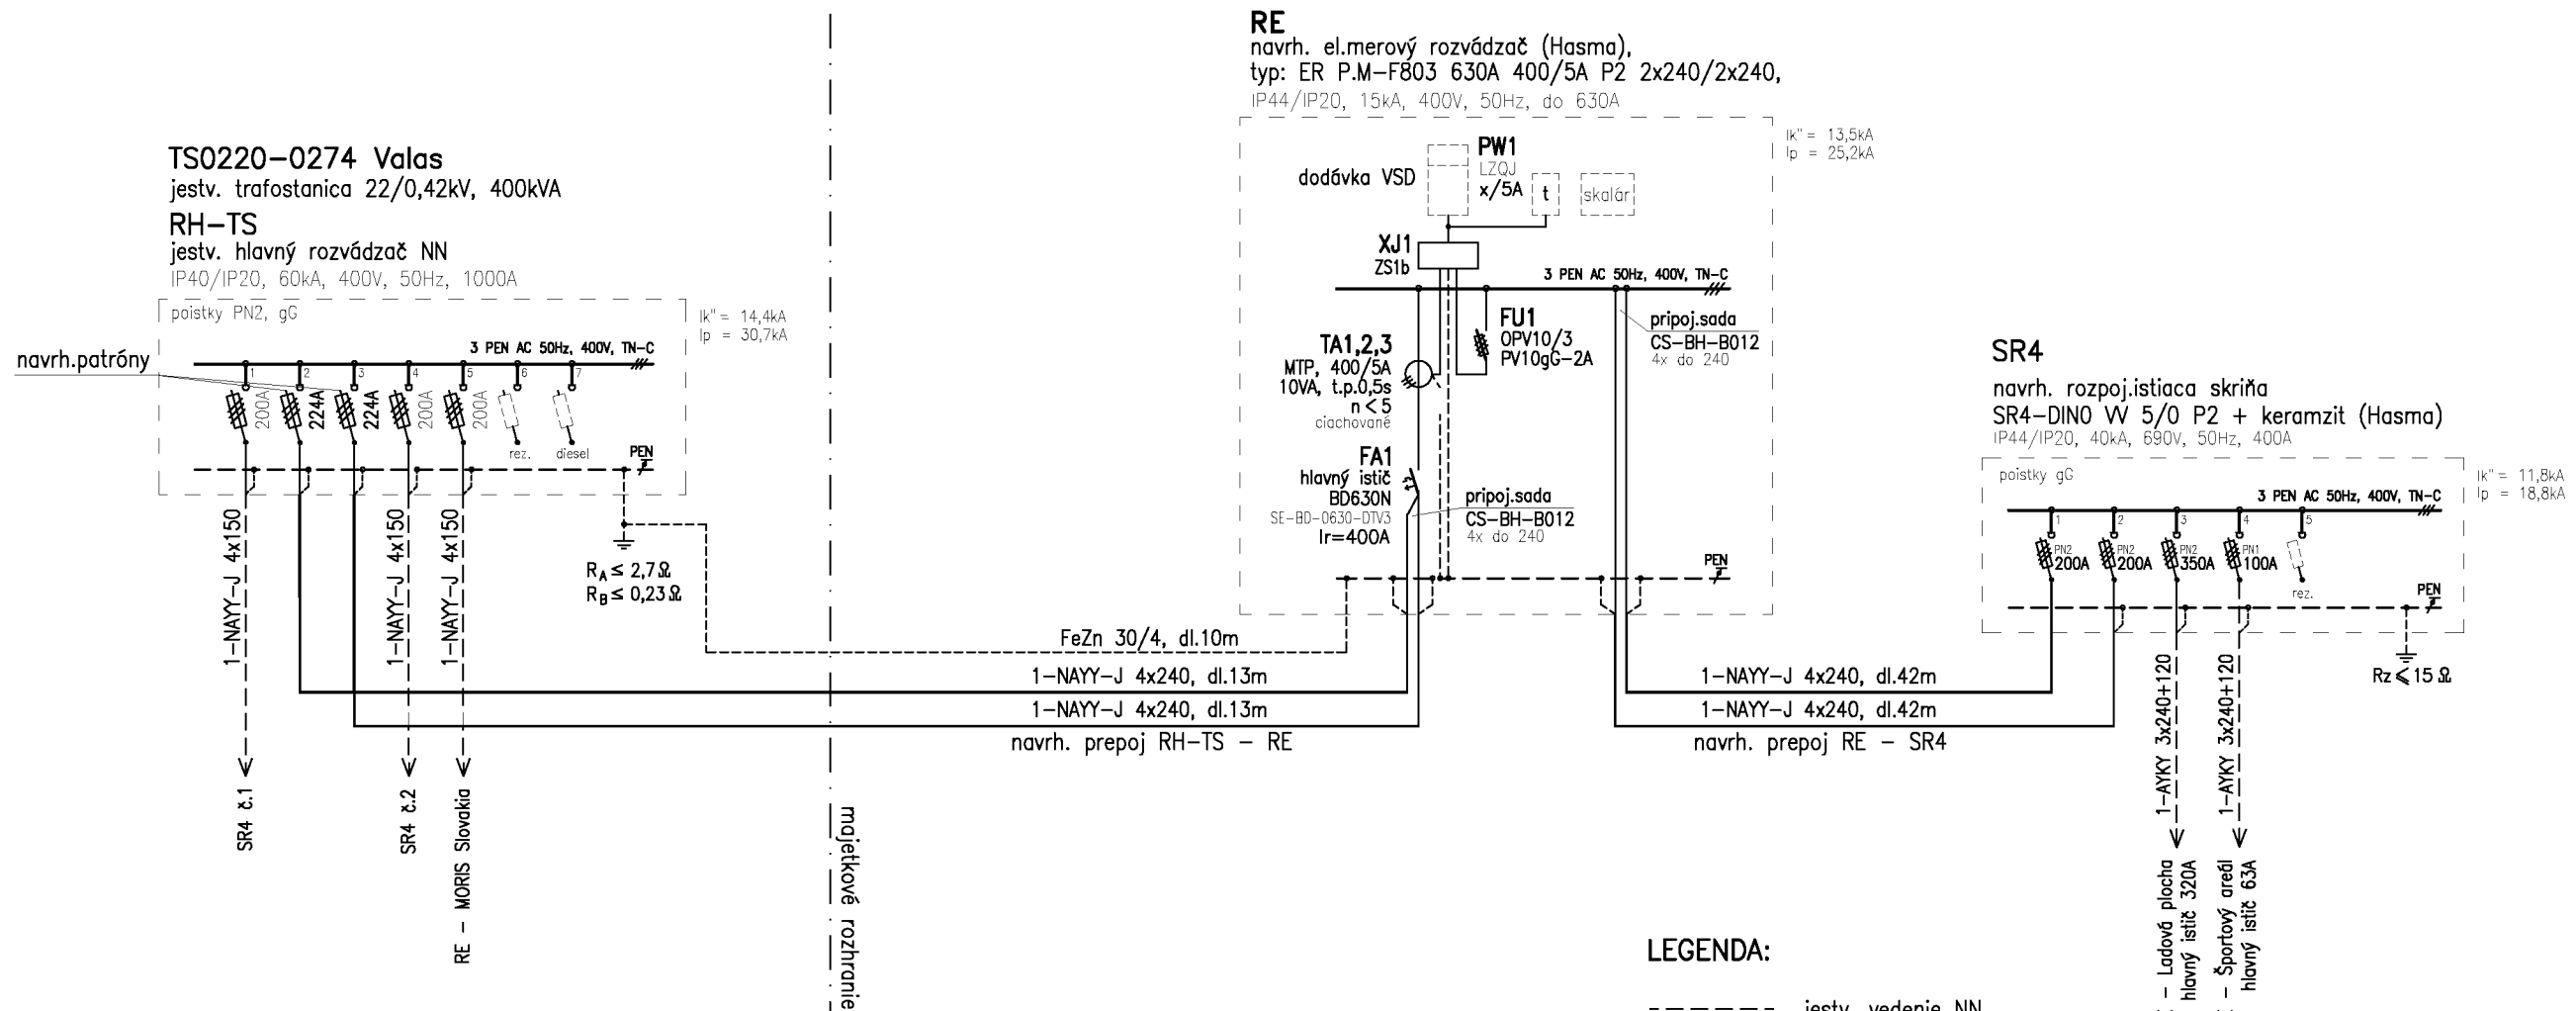 RE
navrh. el.merový rozvádzač (Hasma),
typ: ER P.M-F803 630A 400/5A P2 2x240/2x240,
IP44/IP20, 15kA, 400V, 50Hz, do 630A
Ik" = 13,5kA
Ip = 25,2kA
TS0220-0274 Valas
jestv. trafostanica 22/0,42kV, 400kVA
RH-TS
jestv. hlavný rozvádzač NN
IP40/IP20, 60kA, 400V, 50Hz, 1000A
poistky PN2, gG
Ik" = 14,4kA
Ip = 30,7kA
navrh.patróny
3 PEN AC 50Hz, 400V, TN-C
1
2
3
4
5
6
7
200A
224A
224A
200A
200A
rez.
diesel
PEN
1-NAYY-J 4x150
1-NAYY-J 4x150
1-NAYY-J 4x150
RA ≤ 2,7Ω
RB ≤ 0,23Ω
SR4 č.1
SR4 č.2
RE - MORIS Slovakia
majetkové rozhranie
dodávka VSD
PW1
LZQJ
x/5A
t
skalár
XJ1
ZS1b
3 PEN AC 50Hz, 400V, TN-C
FU1
OPV10/3
PV10gG-2A
pripoj.sada
CS-BH-B012
4x do 240
TA1,2,3
MTP, 400/5A
10VA, t.p.0,5s
n<5
ciachované
FA1
hlavný istič
BD630N
SE-BD-0630-DTV3
Ir=400A
pripoj.sada
CS-BH-B012
4x do 240
PEN
FeZn 30/4, dl.10m
1-NAYY-J 4x240, dl.13m
1-NAYY-J 4x240, dl.13m
navrh. prepoj RH-TS - RE
1-NAYY-J 4x240, dl.42m
1-NAYY-J 4x240, dl.42m
navrh. prepoj RE - SR4
SR4
navrh. rozpoj.istiaca skriňa
SR4-DIN0 VV 5/0 P2 + keramzit (Hasma)
IP44/IP20, 40kA, 690V, 50Hz, 400A
poistky gG
Ik" = 11,8kA
Ip = 18,8kA
3 PEN AC 50Hz, 400V, TN-C
1
2
3
4
5
PN2
200A
PN2
200A
PN2
350A
PN1
100A
rez.
PEN
Rz ≤ 15 Ω
1-AYKY 3x240+120
1-AYKY 3x240+120
- Ladová plocha
hlavný istič 320A
- Športový areál
hlavný istič 63A
LEGENDA:
jestv. vedenie NN